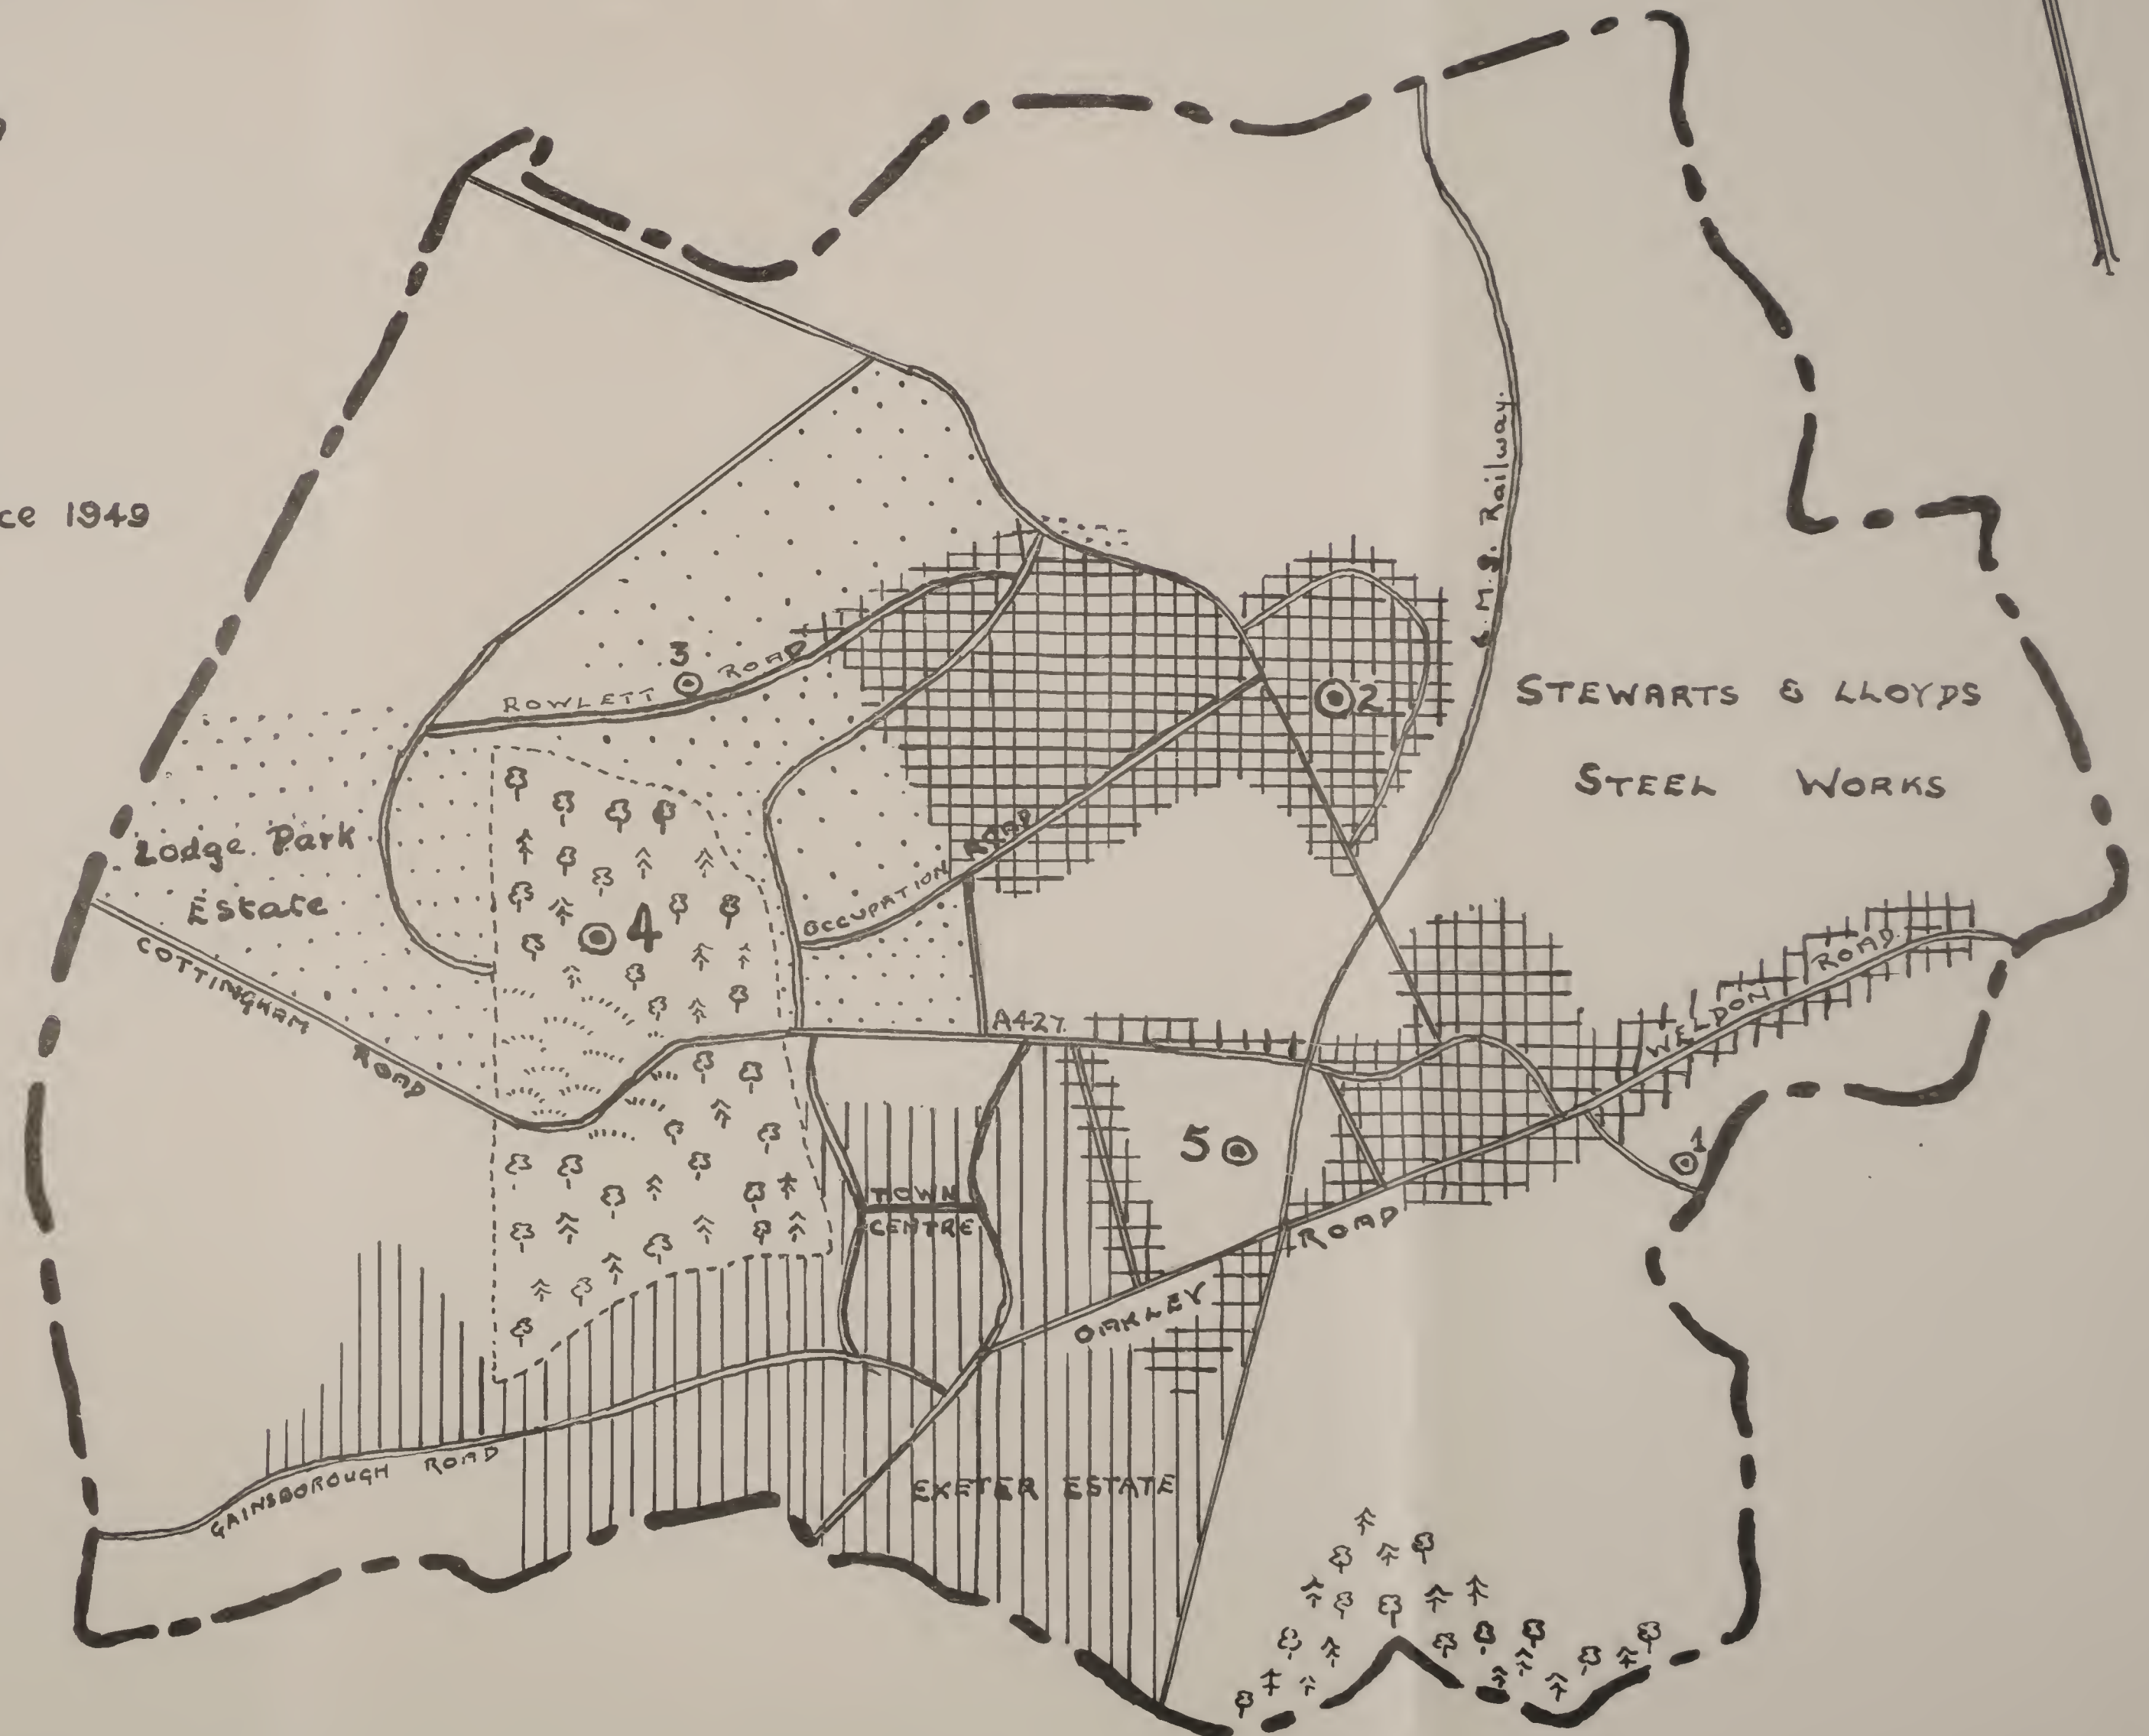 ce 1949
L.M.S. Railway.
3
ROWLETT ROAD
2
STEWARTS & LLOYDS
STEEL WORKS
Lodge Park
Estate
4
OCCUPATION ROAD
COTTINGHAM ROAD
A427
WELDON ROAD
5
1
TOWN
CENTRE
OAKLEY ROAD
GAINSBOROUGH ROAD
EXETER ESTATE